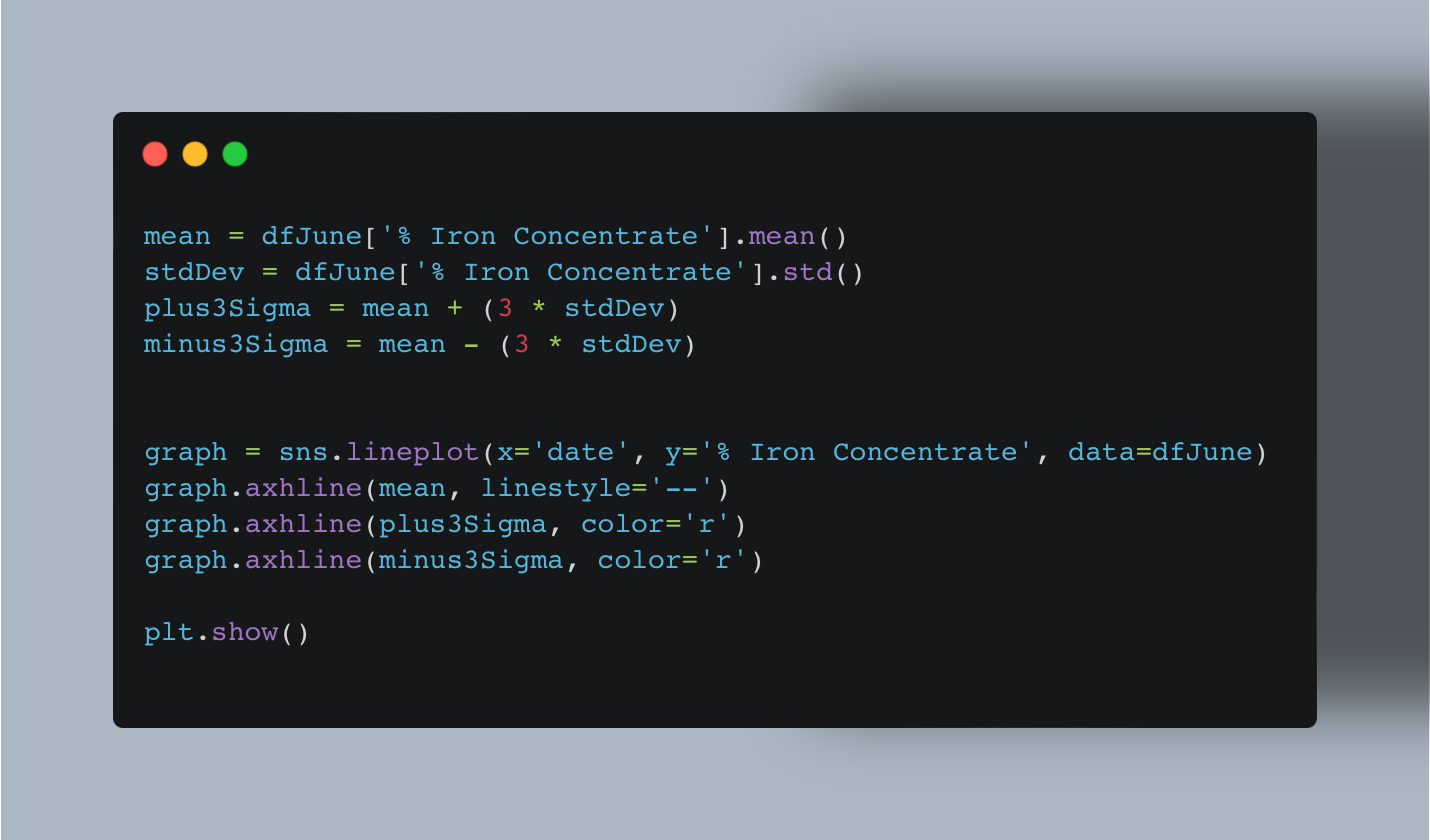 mean = dfJune['% Iron Concentrate'].mean()
stdDev = dfJune['% Iron Concentrate'].std()
plus3Sigma = mean + (3 * stdDev)
minus3Sigma = mean - (3 * stdDev)
graph = sns.lineplot(x='date', y='% Iron Concentrate', data=dfJune)
graph.axhline(mean, linestyle='--')
graph.axhline(plus3Sigma, color='r')
graph.axhline(minus3Sigma, color='r')
plt.show()